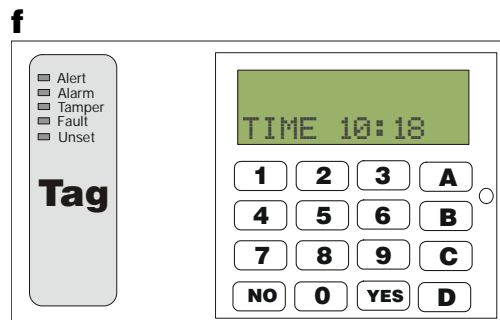 f
Alert
Alarm
Tamper
Fault
Unset
Tag
TIME 10:18
1 2 3 A
4 5 6 B
7 8 9 C
NO 0 YES D